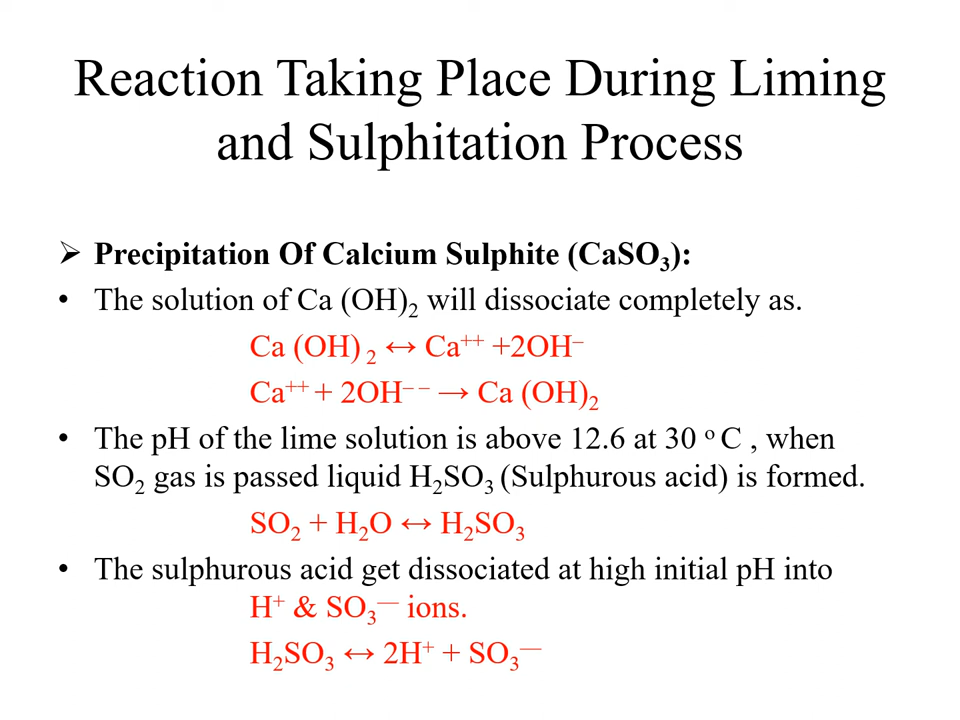 Reaction Taking Place During Liming
and Sulphitation Process
➢ Precipitation Of Calcium Sulphite (CaSO₃):
• The solution of Ca (OH)₂ will dissociate completely as.
Ca (OH) ₂ ↔ Ca⁺⁺ +2OH⁻
Ca⁺⁺ + 2OH⁻ ⁻ → Ca (OH)₂
• The pH of the lime solution is above 12.6 at 30 ᵒ C , when
SO₂ gas is passed liquid H₂SO₃ (Sulphurous acid) is formed.
SO₂ + H₂O ↔ H₂SO₃
• The sulphurous acid get dissociated at high initial pH into
H⁺ & SO₃⁻⁻ ions.
H₂SO₃ ↔ 2H⁺ + SO₃⁻⁻